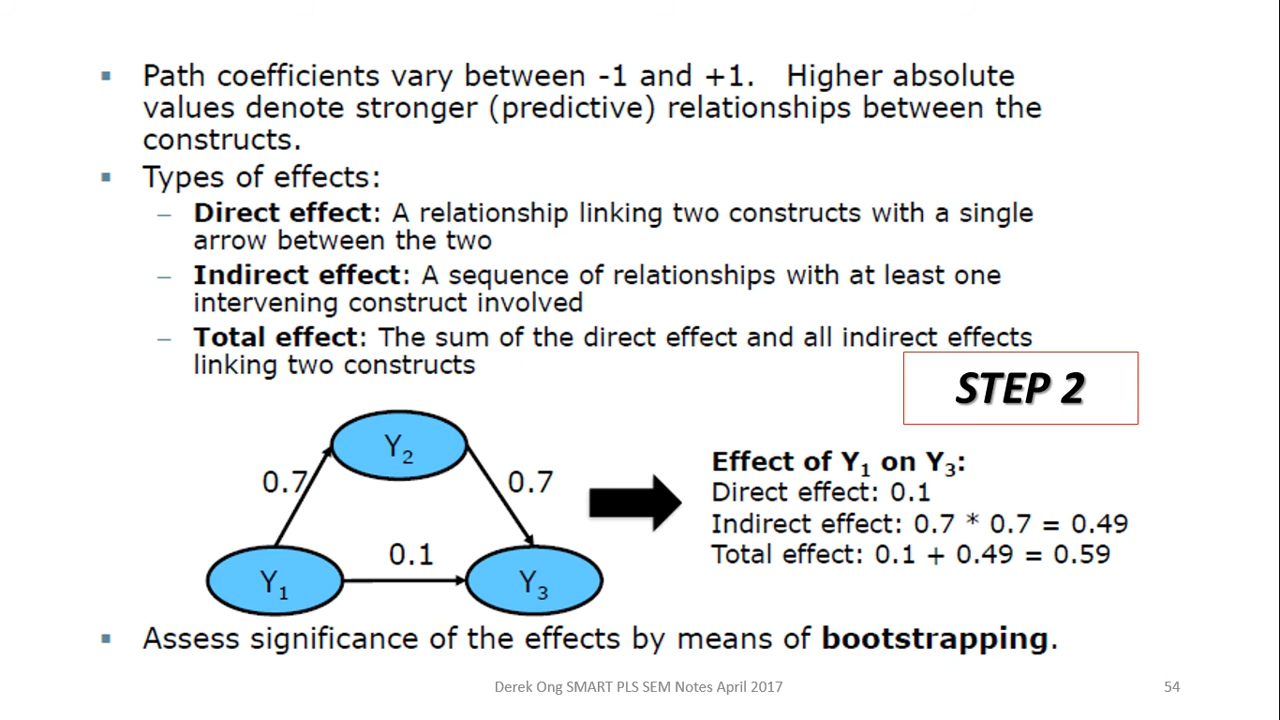 ▪ Path coefficients vary between -1 and +1. Higher absolute
values denote stronger (predictive) relationships between the
constructs.
▪ Types of effects:
– Direct effect: A relationship linking two constructs with a single
arrow between the two
– Indirect effect: A sequence of relationships with at least one
intervening construct involved
– Total effect: The sum of the direct effect and all indirect effects
linking two constructs
STEP 2
Y2
0.7
0.7
0.1
Y1
Y3
Effect of Y1 on Y3:
Direct effect: 0.1
Indirect effect: 0.7 * 0.7 = 0.49
Total effect: 0.1 + 0.49 = 0.59
▪ Assess significance of the effects by means of bootstrapping.
Derek Ong SMART PLS SEM Notes April 2017
54